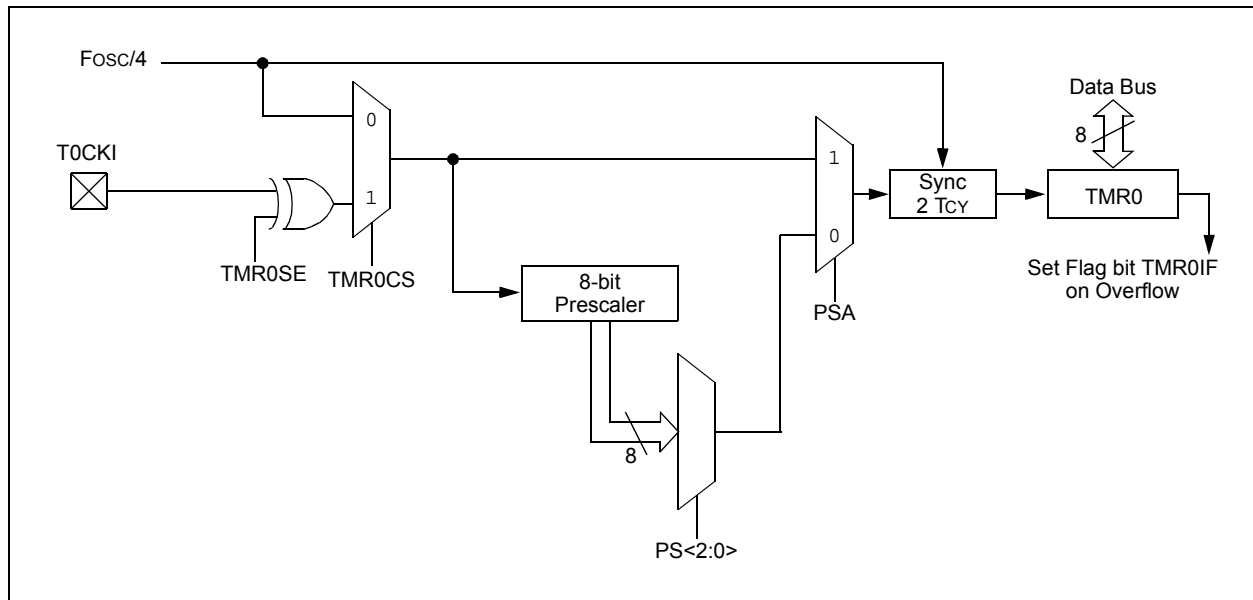 FOSC/4
Data Bus
8
0
T0CKI
1
1
Sync
2 TCY
TMR0
0
TMR0SE
TMR0CS
8-bit
Prescaler
Set Flag bit TMR0IF
on Overflow
PSA
8
PS<2:0>